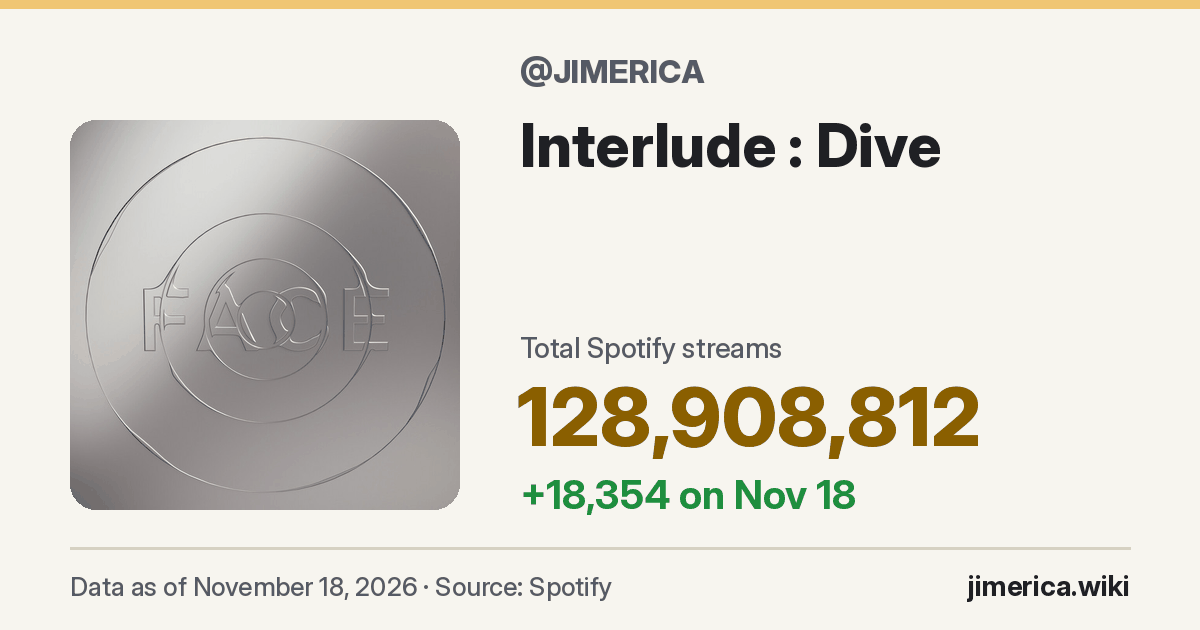 @JIMERICA
Interlude : Dive
FACE
Total Spotify streams
128,908,812
+18,354 on Nov 18
Data as of November 18, 2026 · Source: Spotify
jimerica.wiki